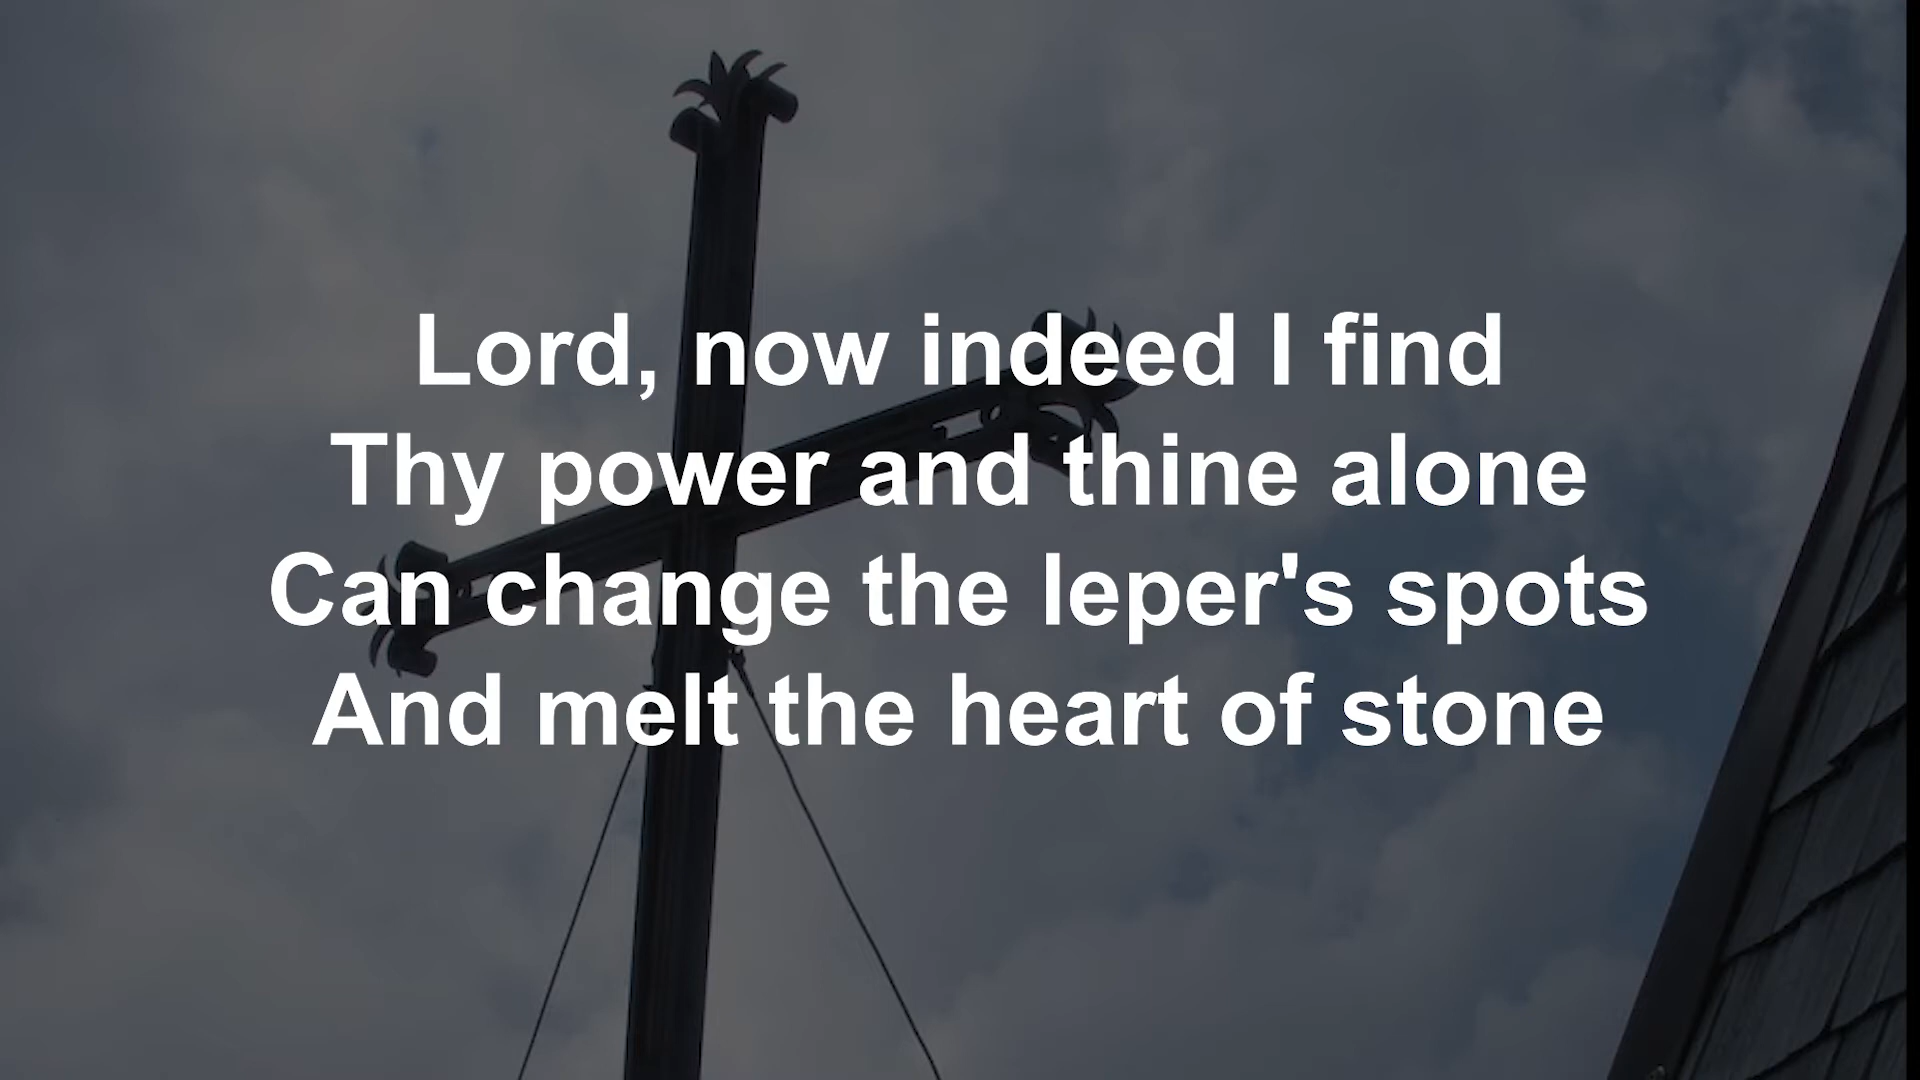 Lord, now indeed I find
Thy power and thine alone
Can change the leper's spots
And melt the heart of stone